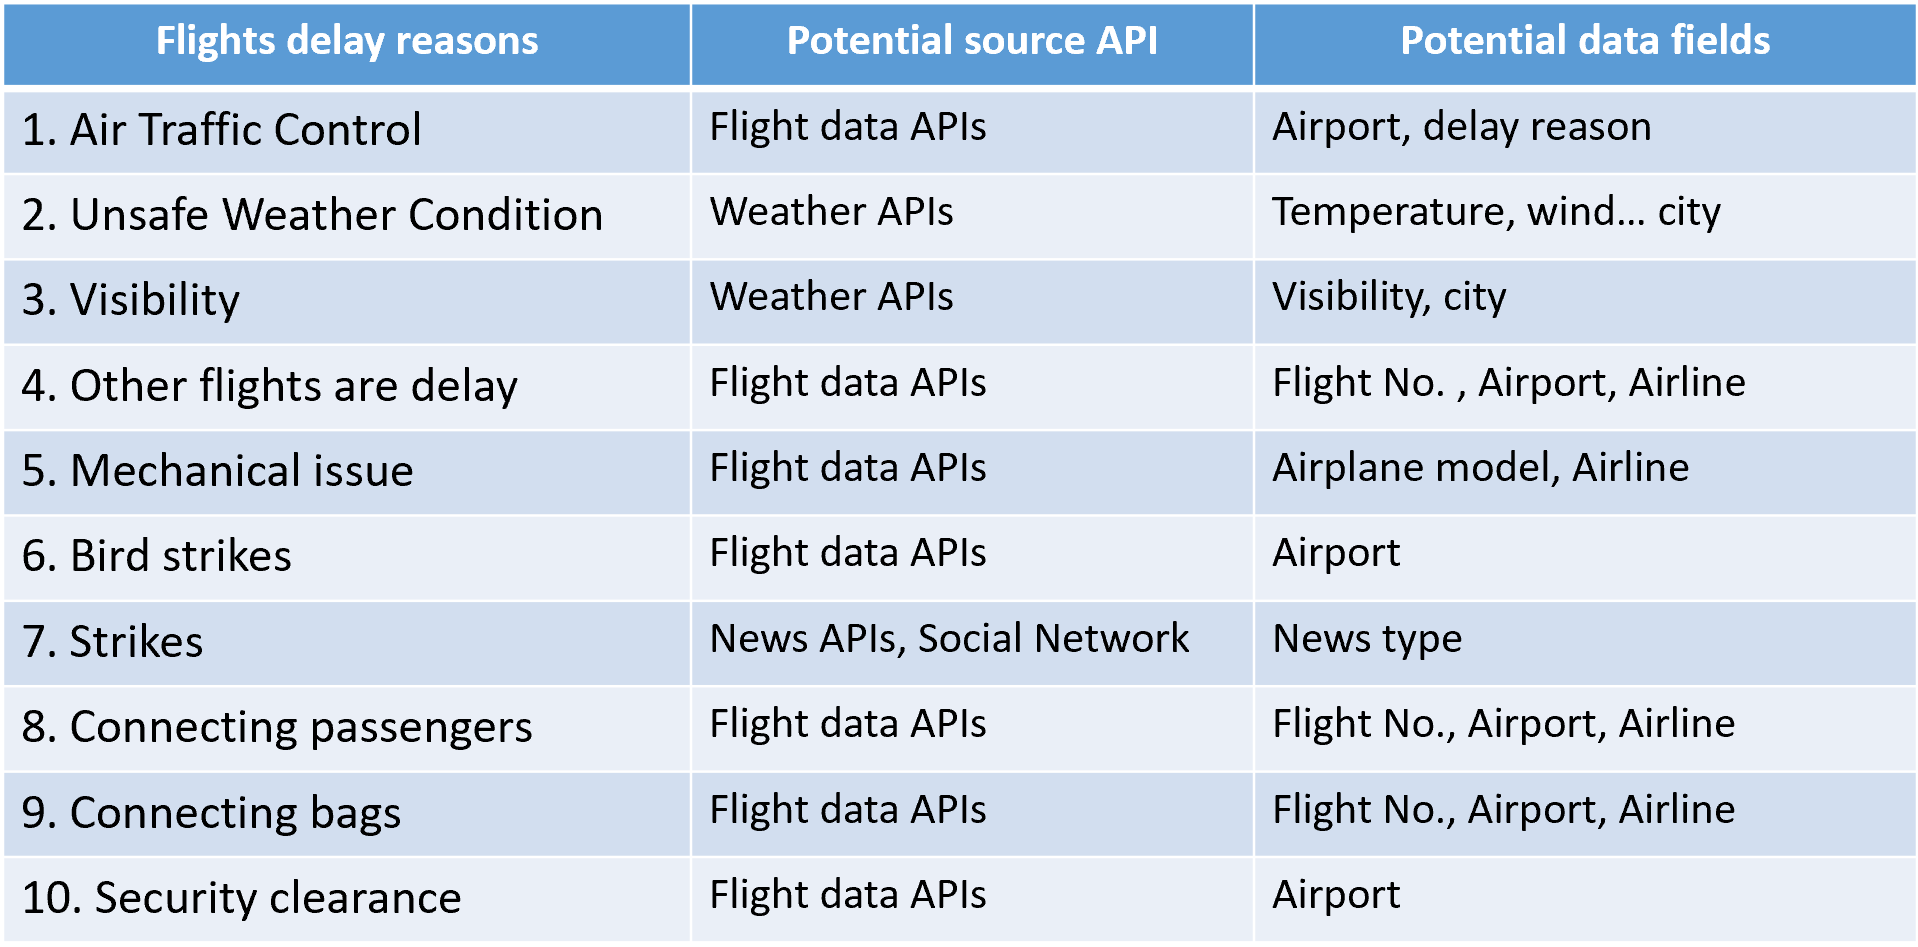 Flights delay reasons Potential source API Potential data fields
1. Air Traffic Control Flight data APIs Airport, delay reason
2. Unsafe Weather Condition Weather APIs Temperature, wind... city
3. Visibility Weather APIs Visibility, city
4. Other flights are delay Flight data APIs Flight No. , Airport, Airline
5. Mechanical issue Flight data APIs Airplane model, Airline
6. Bird strikes Flight data APIs Airport
7. Strikes News APIs, Social Network News type
8. Connecting passengers Flight data APIs Flight No., Airport, Airline
9. Connecting bags Flight data APIs Flight No., Airport, Airline
10. Security clearance Flight data APIs Airport